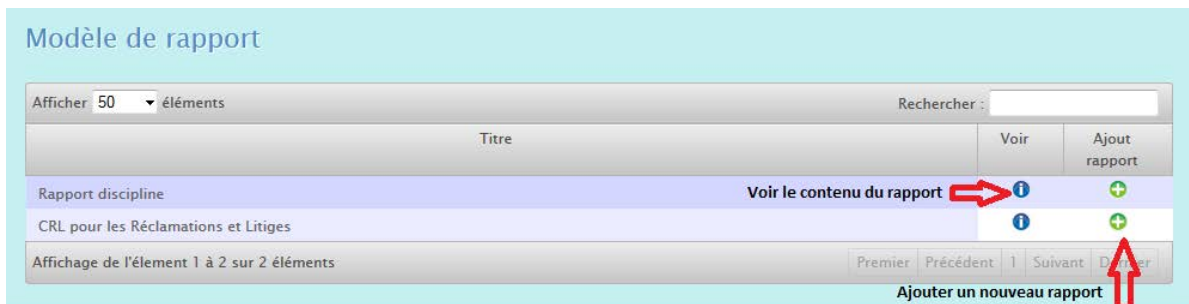 Modèle de rapport
Afficher 50 éléments Rechercher :
Titre Voir Ajout rapport
Rapport discipline Voir le contenu du rapport
CRL pour les Réclamations et Litiges
Affichage de l'élement 1 à 2 sur 2 éléments Premier Précédent 1 Suivant Dernier
Ajouter un nouveau rapport